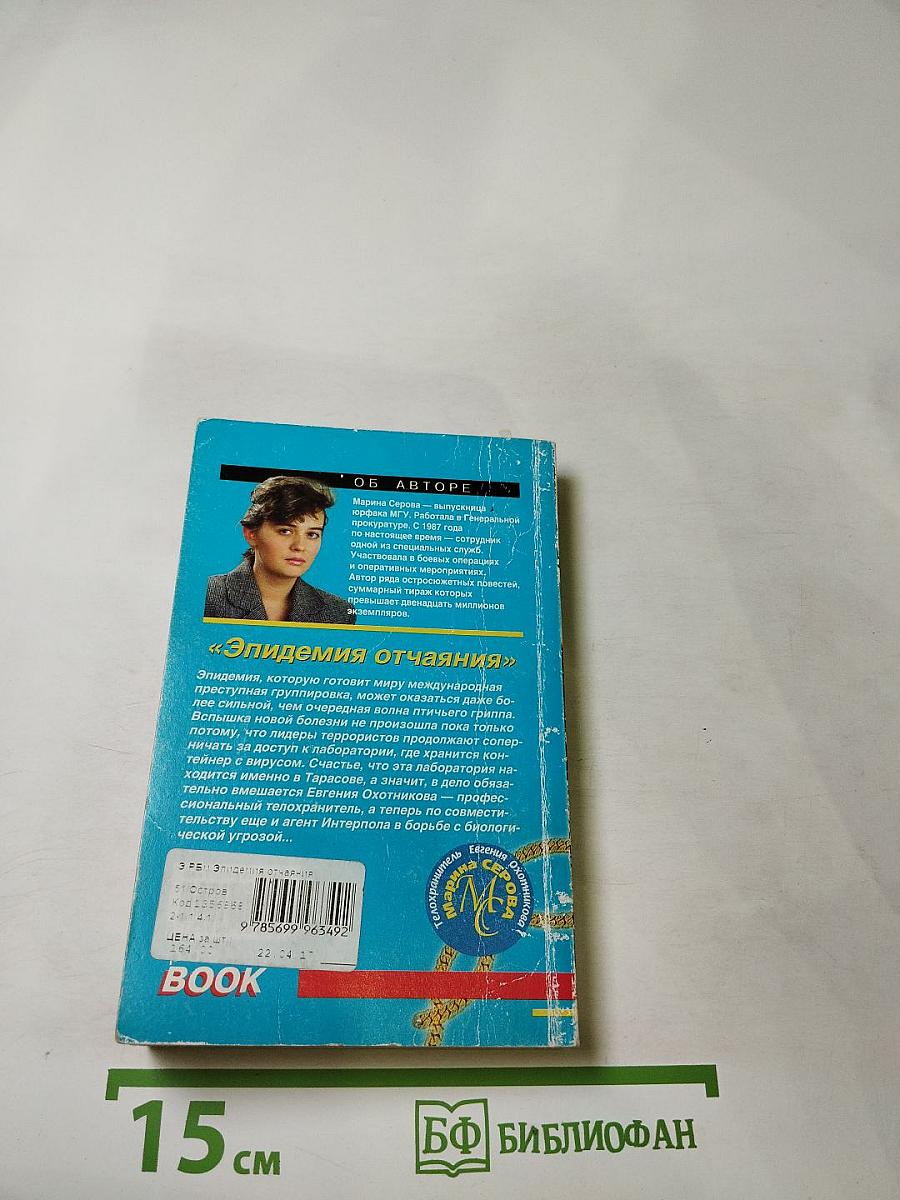 ОБ АВТОРЕ
Марина Серова — выпускница
юрфака МГУ. Работала в Генеральной
прокуратуре. С 1987 года
по настоящее время — сотрудник
одной из специальных служб.
Участвовала в боевых операциях
и оперативных мероприятиях.
Автор ряда остросюжетных повестей,
суммарный тираж которых
превышает двенадцать миллионов
экземпляров.
«Эпидемия отчаяния»
Эпидемия, которую готовит миру международная
преступная группировка, может оказаться даже бо-
лее сильной, чем очередная волна птичьего гриппа.
Вспышка новой болезни не произошла пока только
потому, что лидеры террористов продолжают сопер-
ничать за доступ к лаборатории, где хранится кон-
тейнер с вирусом. Счастье, что эта лаборатория на-
ходится именно в Тарасове, а значит, в дело обяза-
тельно вмешается Евгения Охотникова — профес-
сиональный телохранитель, а теперь по совмести-
тельству еще и агент Интерпола в борьбе с биологи-
ческой угрозой...
Телохранитель Евгения Охотникова
Марина СЕРОВА
МС
Эпидемия отчаяния
51 Остров
9 785699 963492
ЦЕНА за шт
22.04.17
BOOK
15 см
БФ БИБЛИОФАН